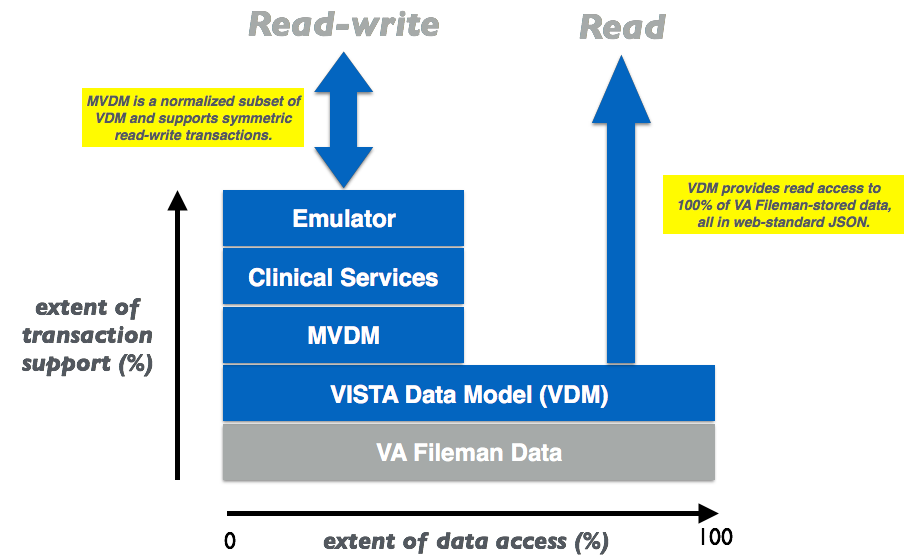 Read-write
Read
MVDM is a normalized subset of
VDM and supports symmetric
read-write transactions.
VDM provides read access to
100% of VA Fileman-stored data,
all in web-standard JSON.
Emulator
Clinical Services
MVDM
VISTA Data Model (VDM)
VA Fileman Data
extent of
transaction
support (%)
0
extent of data access (%)
100